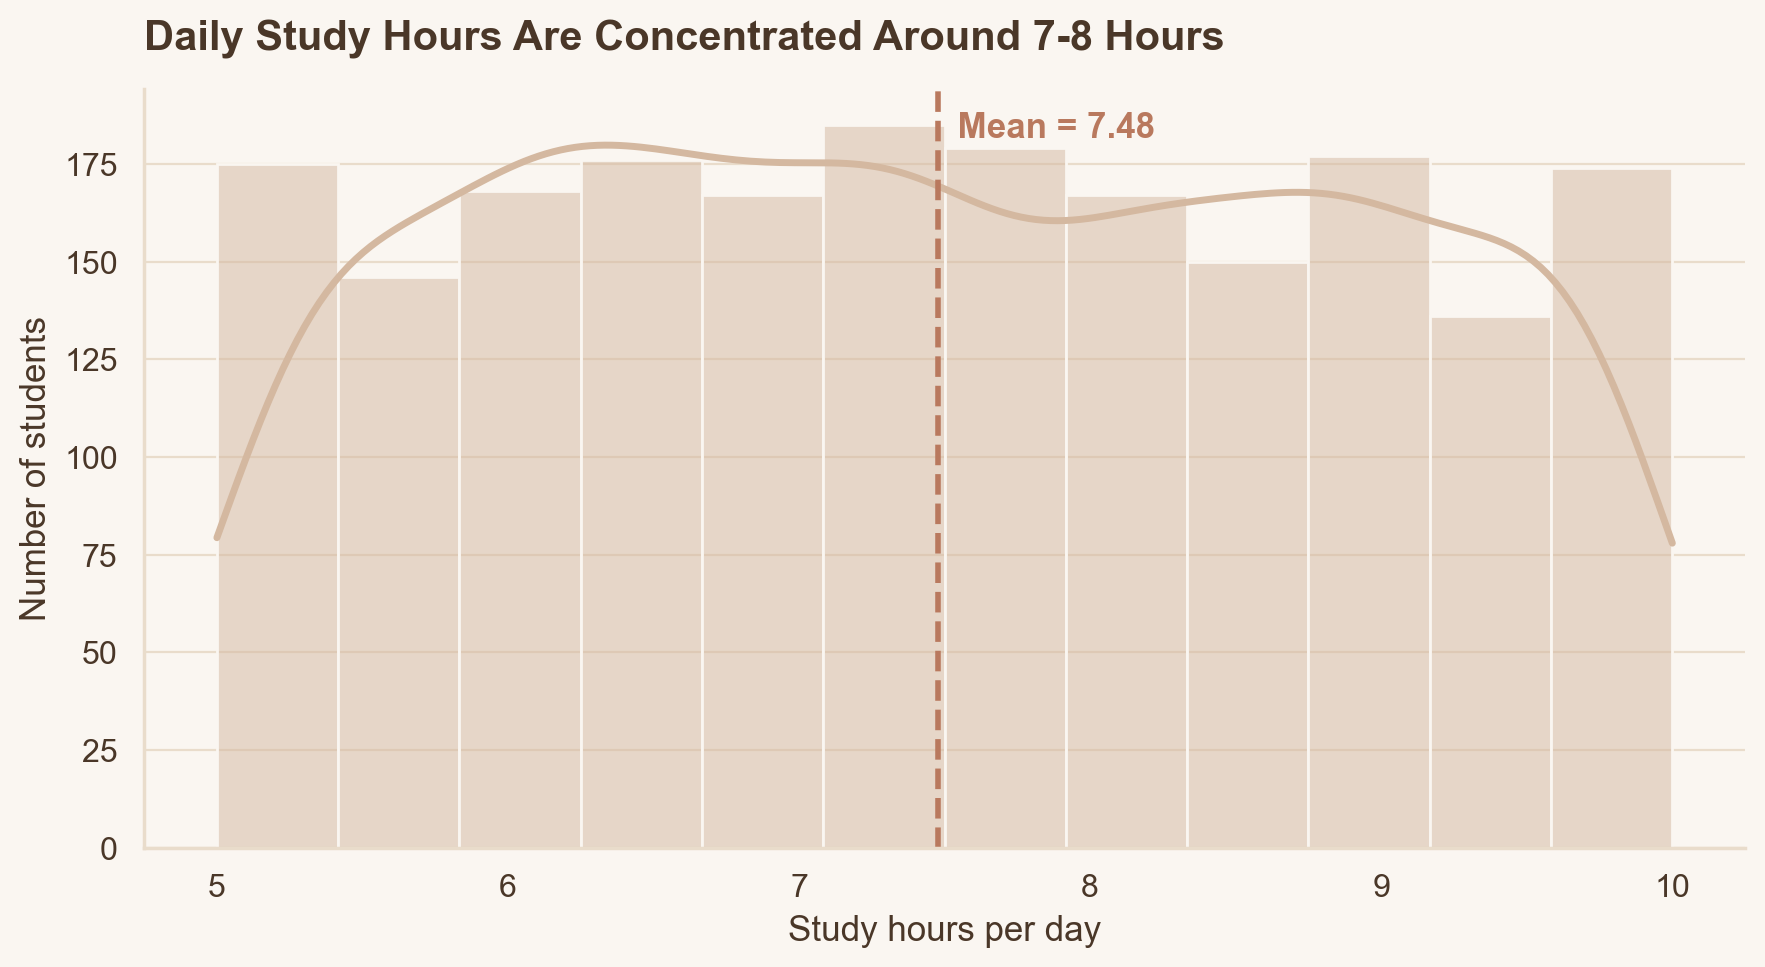 Daily Study Hours Are Concentrated Around 7-8 Hours
Mean = 7.48
175
150
125
100
75
50
25
0
Number of students
5 6 7 8 9 10
Study hours per day